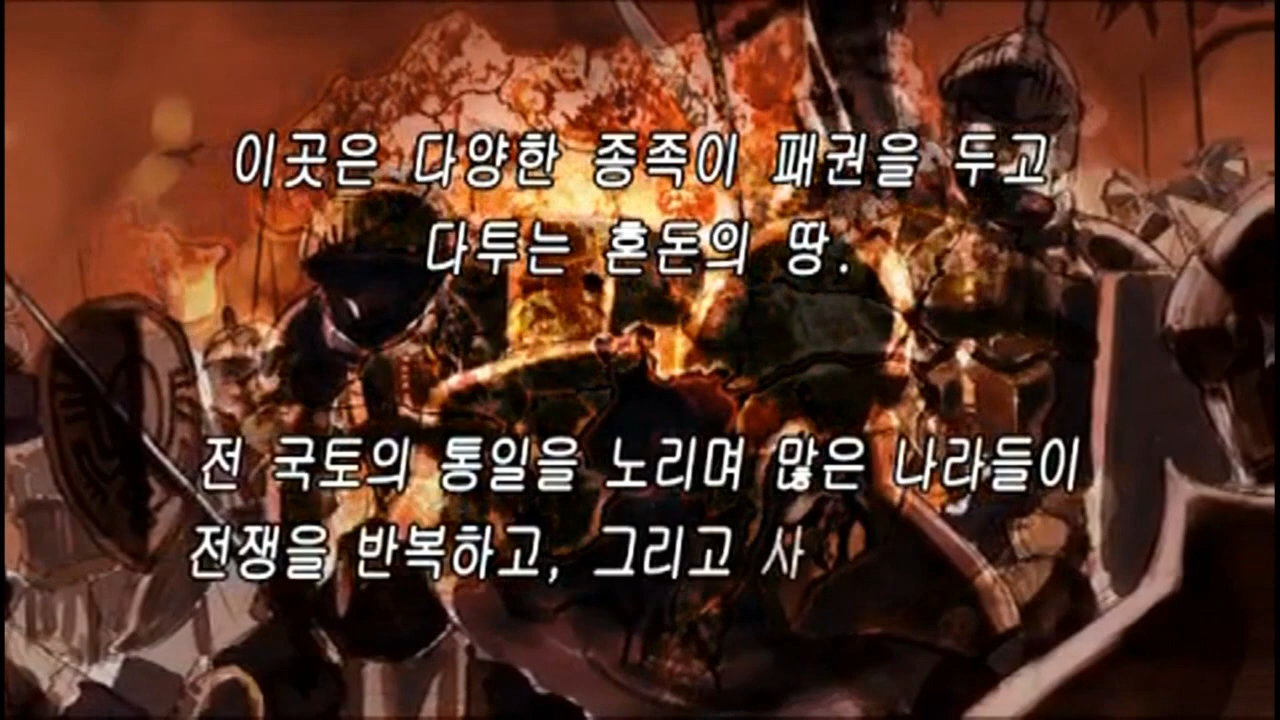 이곳은 다양한 종족이 패권을 두고
다투는 혼돈의 땅.
전 국토의 통일을 노리며 많은 나라들이
전쟁을 반복하고, 그리고 사